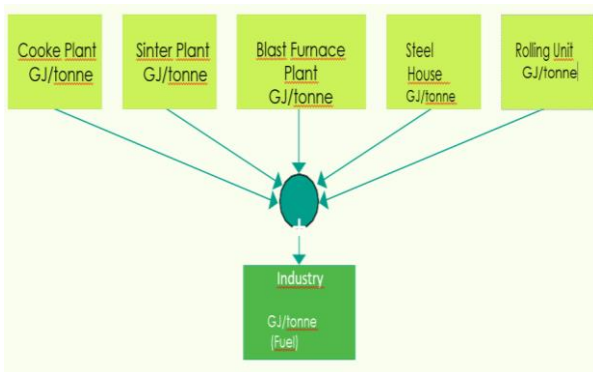 Cooke Plant
GJ/tonne
Sinter Plant
GJ/tonne
Blast Furnace
Plant
GJ/tonne
Steel
House
GJ/tonne
Rolling Unit
GJ/tonne
+
Industry
GJ/tonne
(Fuel)